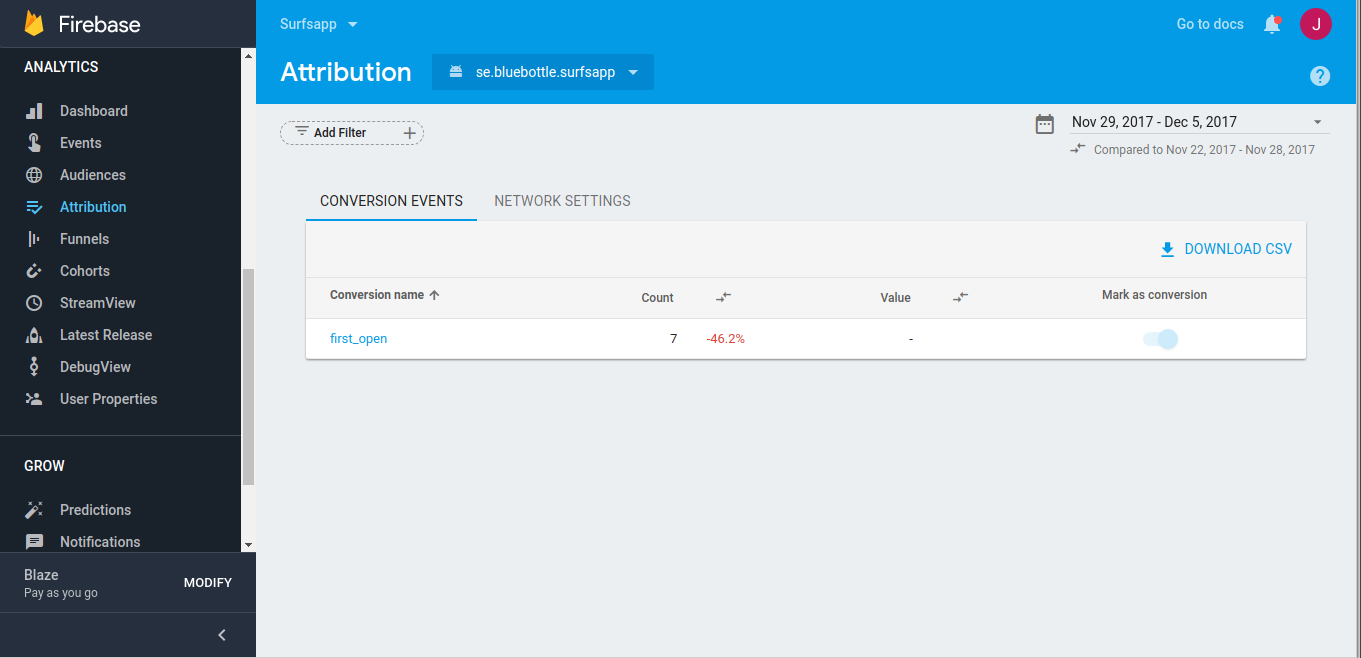 Firebase
ANALYTICS
Dashboard
Events
Audiences
Attribution
Funnels
Cohorts
StreamView
Latest Release
DebugView
User Properties
GROW
Predictions
Notifications
Blaze
Pay as you go
MODIFY
Surfsapp
Go to docs
J
Attribution
se.bluebottle.surfsapp
?
Add Filter
Nov 29, 2017 - Dec 5, 2017
Compared to Nov 22, 2017 - Nov 28, 2017
CONVERSION EVENTS NETWORK SETTINGS
DOWNLOAD CSV
Conversion name Count Value Mark as conversion
first_open 7 -46.2% -